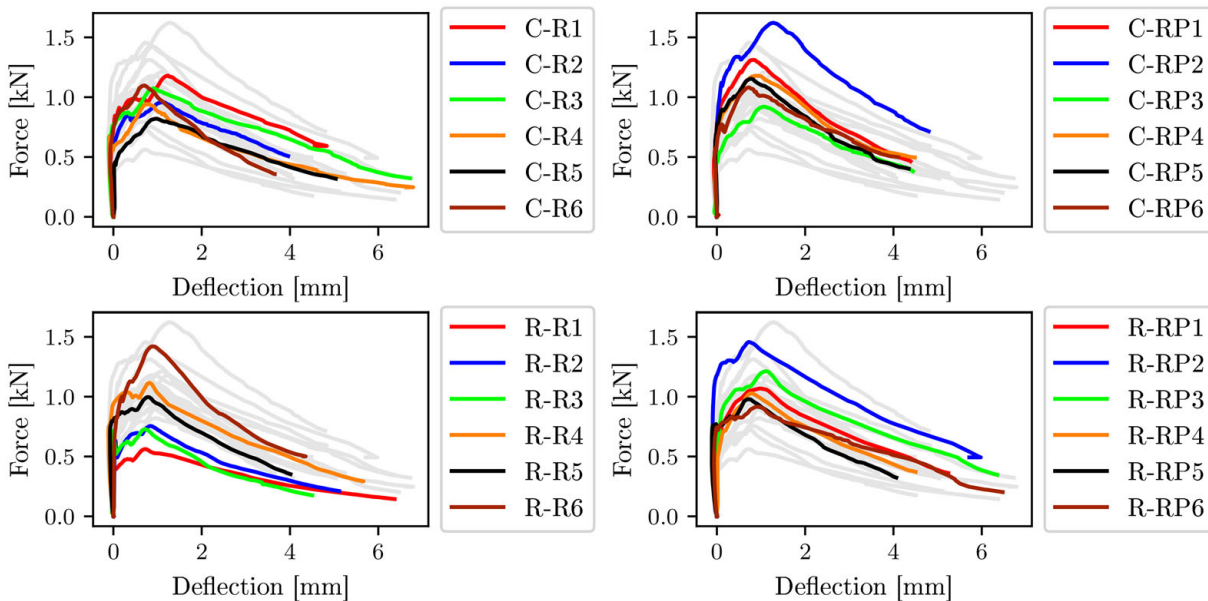 Force [kN]
1.5
1.0
0.5
0.0
0
2
4
6
Deflection [mm]
C-R1
C-R2
C-R3
C-R4
C-R5
C-R6
Force [kN]
1.5
1.0
0.5
0.0
0
2
4
6
Deflection [mm]
C-RP1
C-RP2
C-RP3
C-RP4
C-RP5
C-RP6
Force [kN]
1.5
1.0
0.5
0.0
0
2
4
6
Deflection [mm]
R-R1
R-R2
R-R3
R-R4
R-R5
R-R6
Force [kN]
1.5
1.0
0.5
0.0
0
2
4
6
Deflection [mm]
R-RP1
R-RP2
R-RP3
R-RP4
R-RP5
R-RP6